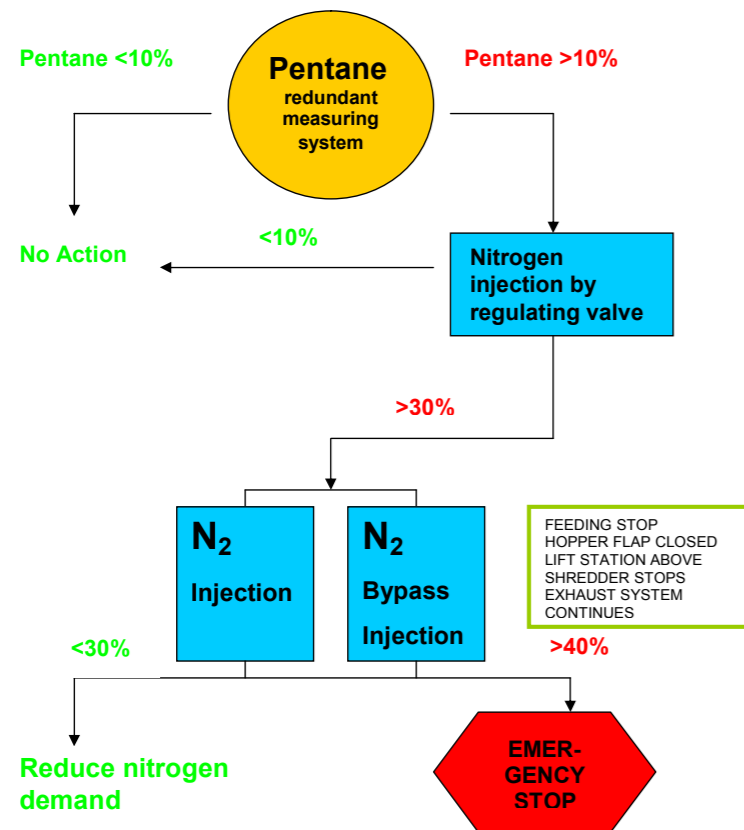 Pentane <10%
Pentane
redundant
measuring
system
Pentane >10%
No Action
<10%
Nitrogen
injection by
regulating valve
>30%
N₂
Injection
N₂
Bypass
Injection
FEEDING STOP
HOPPER FLAP CLOSED
LIFT STATION ABOVE
SHREDDER STOPS
EXHAUST SYSTEM
CONTINUES
<30%
>40%
Reduce nitrogen
demand
EMER-
GENCY
STOP